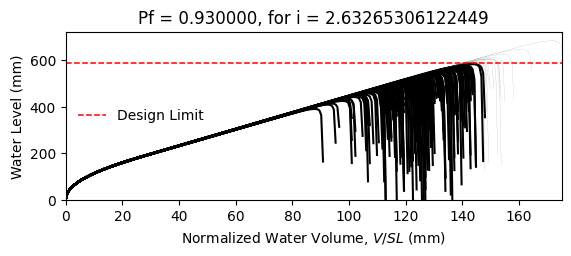 Pf = 0.930000, for i = 2.63265306122449
600
400
200
0
Water Level (mm)
Design Limit
0 20 40 60 80 100 120 140 160
Normalized Water Volume, V/SL (mm)